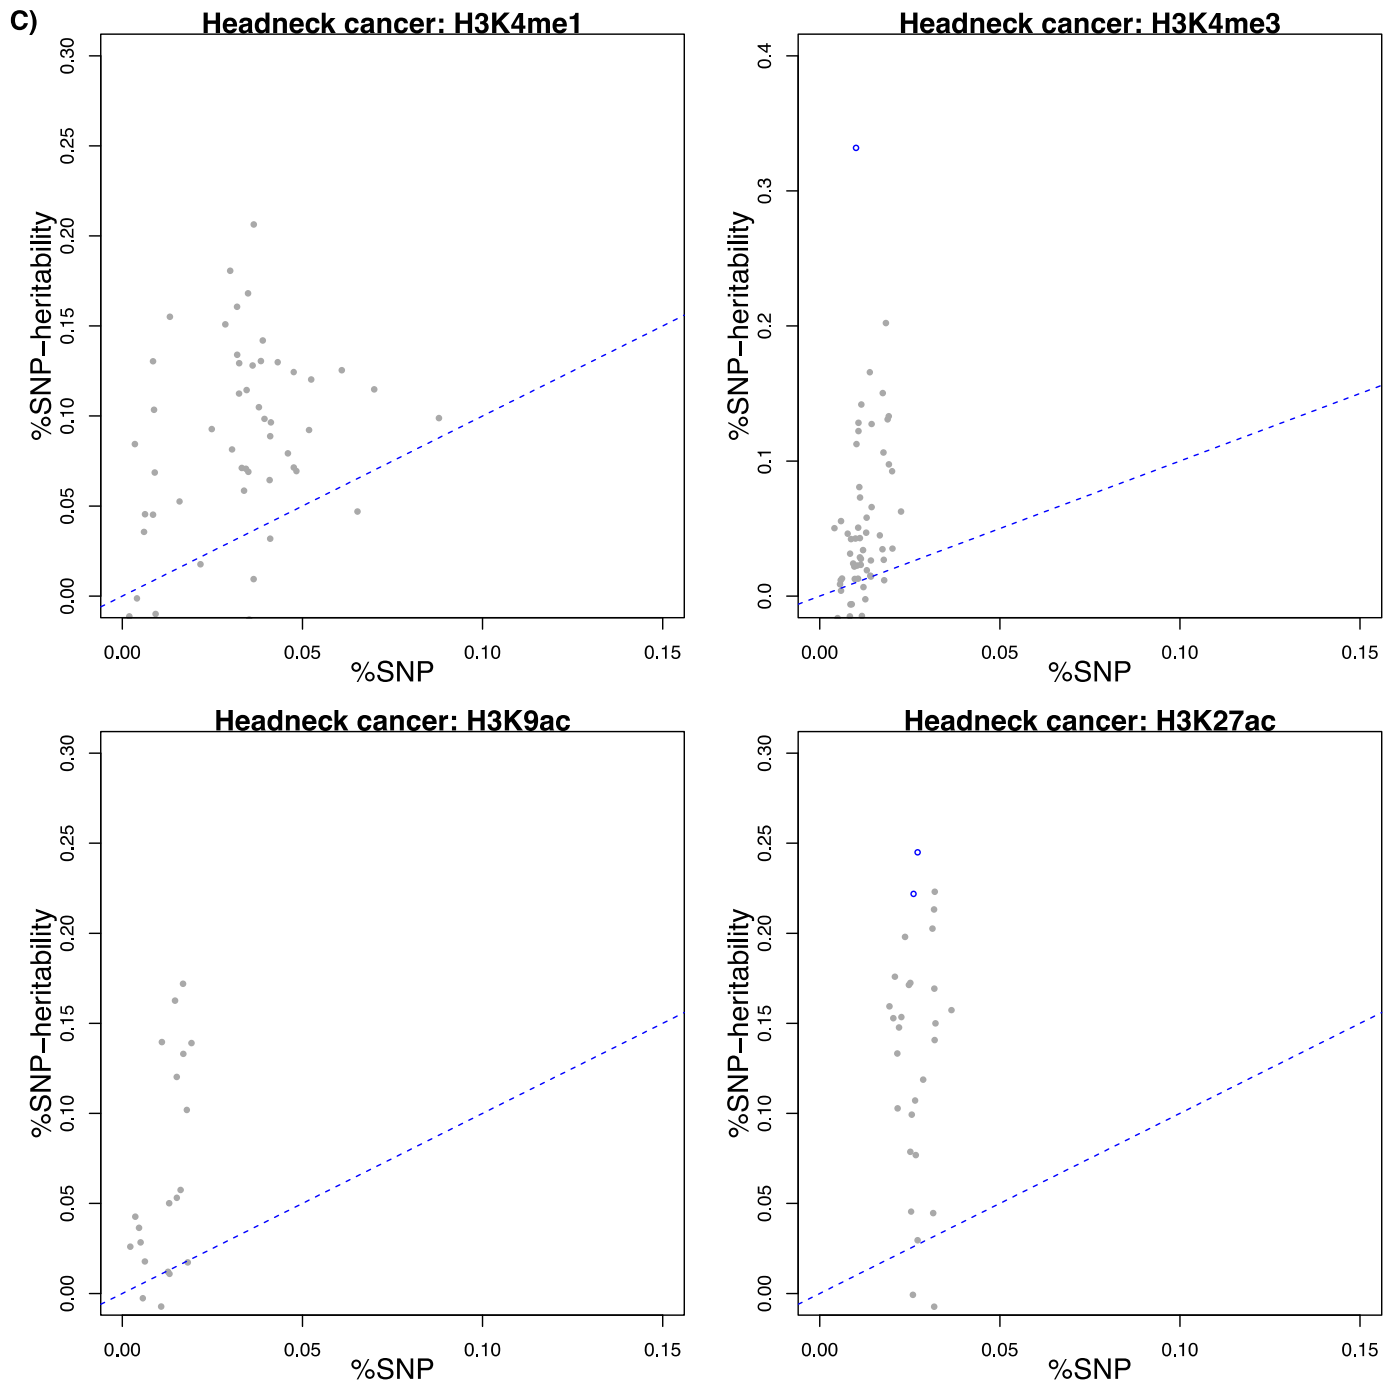 C)
Headneck cancer: H3K4me1
%SNP−heritability
0.30
0.25
0.20
0.15
0.10
0.05
0.00
0.00 0.05 0.10 0.15
%SNP
Headneck cancer: H3K4me3
%SNP−heritability
0.4
0.3
0.2
0.1
0.0
0.00 0.05 0.10 0.15
%SNP
Headneck cancer: H3K9ac
%SNP−heritability
0.30
0.25
0.20
0.15
0.10
0.05
0.00
0.00 0.05 0.10 0.15
%SNP
Headneck cancer: H3K27ac
%SNP−heritability
0.30
0.25
0.20
0.15
0.10
0.05
0.00
0.00 0.05 0.10 0.15
%SNP